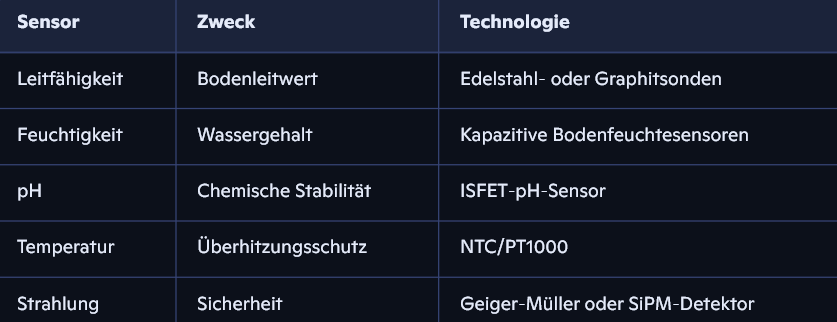 Sensor Zweck Technologie
Leitfähigkeit Bodenleitwert Edelstahl- oder Graphitsonden
Feuchtigkeit Wassergehalt Kapazitive Bodenfeuchtesensoren
pH Chemische Stabilität ISFET-pH-Sensor
Temperatur Überhitzungsschutz NTC/PT1000
Strahlung Sicherheit Geiger-Müller oder SiPM-Detektor